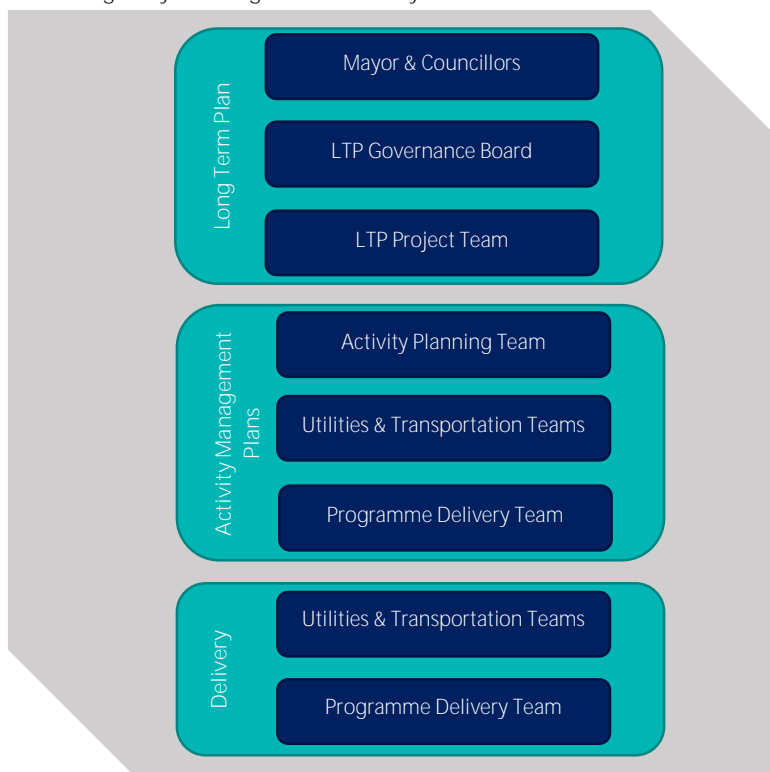 Long Term Plan
Mayor & Councillors
LTP Governance Board
LTP Project Team
Activity Management
Plans
Activity Planning Team
Utilities & Transportation Teams
Programme Delivery Team
Delivery
Utilities & Transportation Teams
Programme Delivery Team